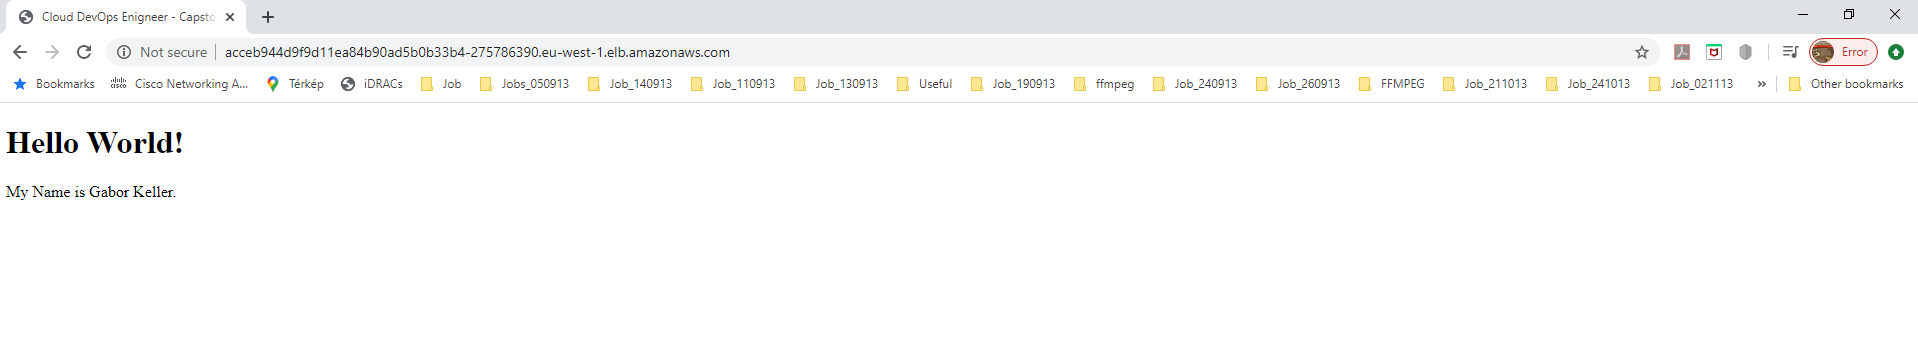 Cloud DevOps Enigneer - Capsto
Not secure acceb944d9f9d11ea84b90ad5b0b33b4-275786390.eu-west-1.elb.amazonaws.com Error
Bookmarks Cisco Networking A... Térkép iDRACs Job Jobs_050913 Job_140913 Job_110913 Job_130913 Useful Job_190913 ffmpeg Job_240913 Job_260913 FFMPEG Job_211013 Job_241013 Job_021113 » Other bookmarks
Hello World!
My Name is Gabor Keller.